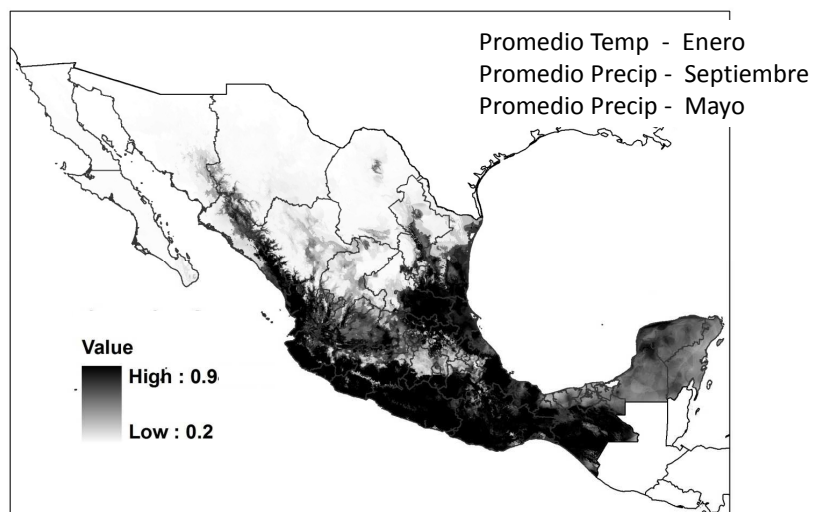 Promedio Temp - Enero
Promedio Precip - Septiembre
Promedio Precip - Mayo
Value
High : 0.9
Low : 0.2